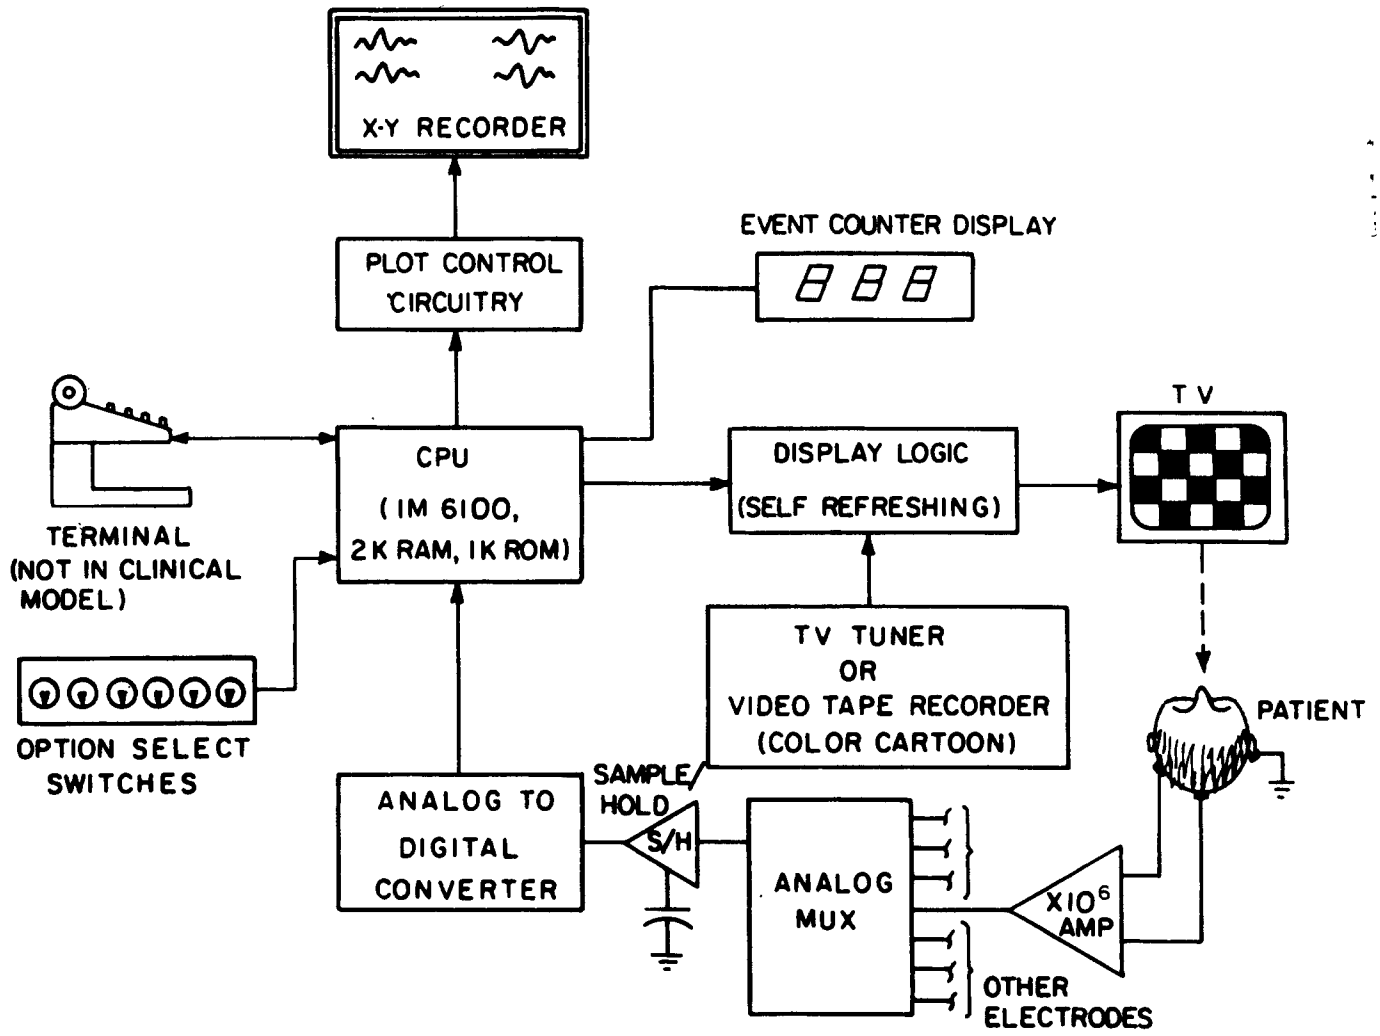 X-Y RECORDER
PLOT CONTROL
CIRCUITRY
EVENT COUNTER DISPLAY
888
TV
CPU
(IM 6100,
2K RAM, 1K ROM)
DISPLAY LOGIC
(SELF REFRESHING)
TERMINAL
(NOT IN CLINICAL
MODEL)
TV TUNER
OR
VIDEO TAPE RECORDER
(COLOR CARTOON)
OPTION SELECT
SWITCHES
PATIENT
SAMPLE/
HOLD
S/H
ANALOG TO
DIGITAL
CONVERTER
ANALOG
MUX
X10⁶
AMP
OTHER
ELECTRODES